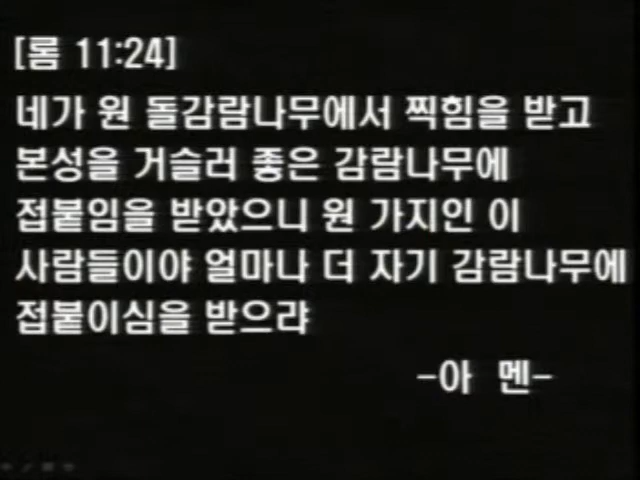 [롬 11:24]
네가 원 돌감람나무에서 찍힘을 받고
본성을 거슬러 좋은 감람나무에
접붙임을 받았으니 원 가지인 이
사람들이야 얼마나 더 자기 감람나무에
접붙이심을 받으랴
-아 멘-